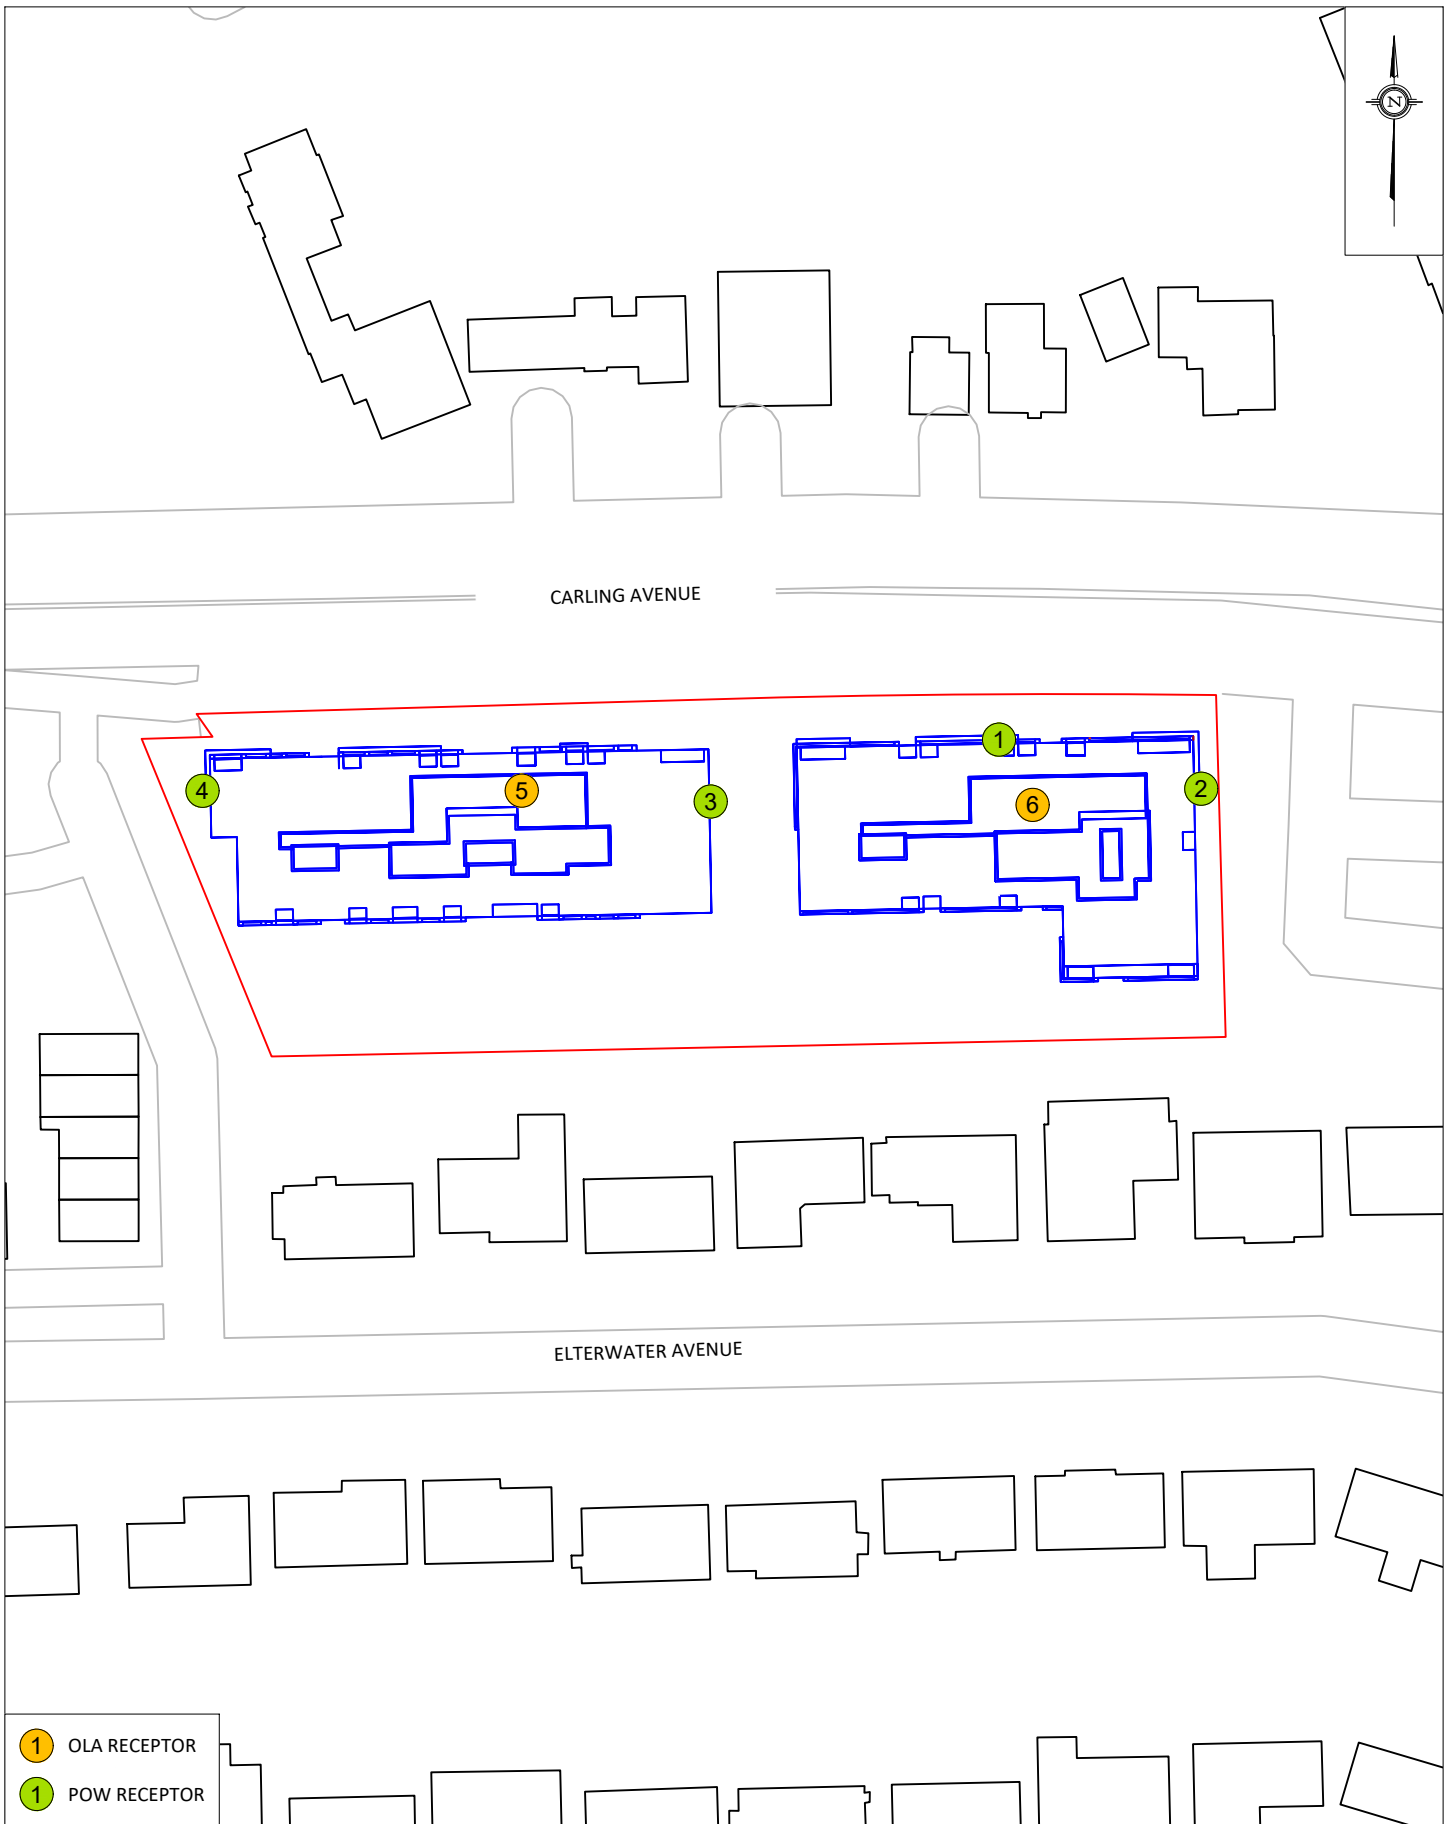 N
CARLING AVENUE
1
4
5
3
6
2
ELTERWATER AVENUE
1 OLA RECEPTOR
1 POW RECEPTOR